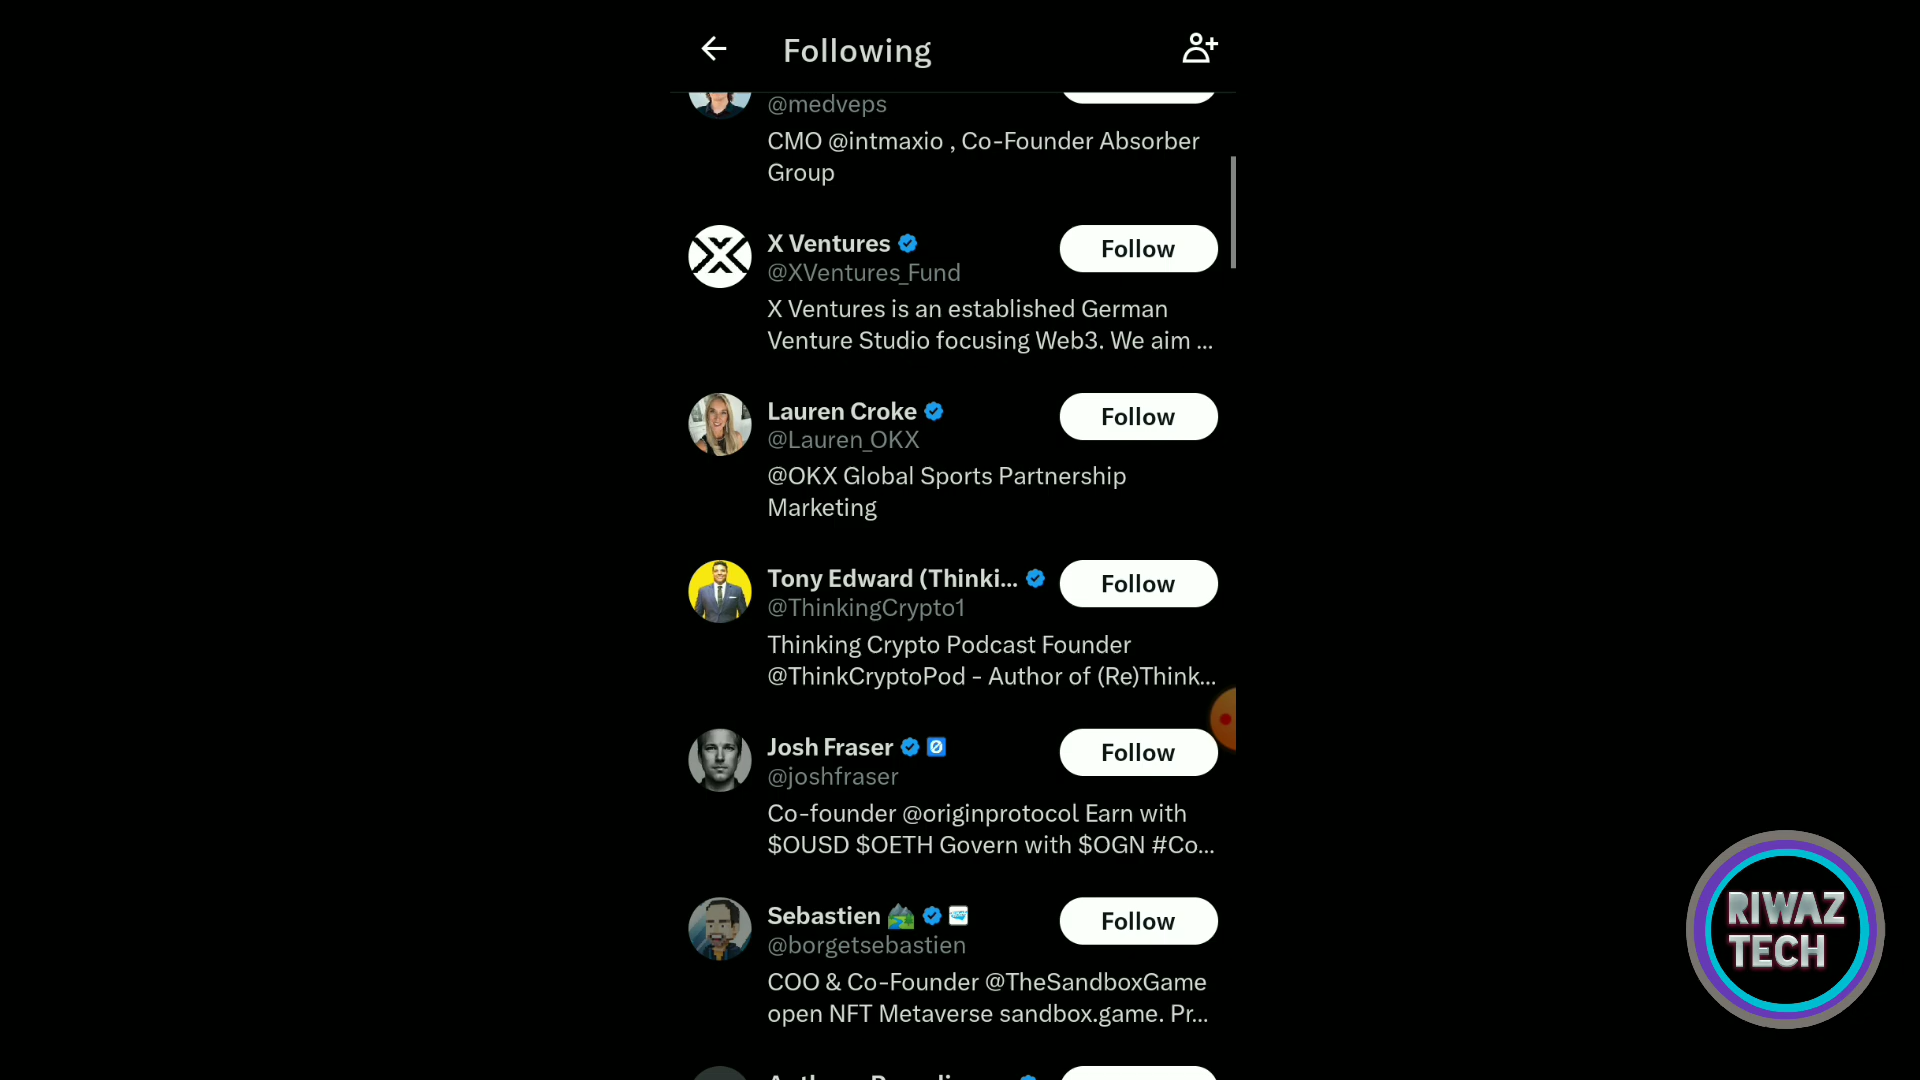 Following
@medveps
CMO @intmaxio , Co-Founder Absorber
Group
X Ventures
Follow
@XVentures_Fund
X Ventures is an established German
Venture Studio focusing Web3. We aim ...
Lauren Croke
Follow
@Lauren_OKX
@OKX Global Sports Partnership
Marketing
Tony Edward (Thinki...
Follow
@ThinkingCrypto1
Thinking Crypto Podcast Founder
@ThinkCryptoPod - Author of (Re)Think...
Josh Fraser
Follow
@joshfraser
Co-founder @originprotocol Earn with
$OUSD $OETH Govern with $OGN #Co...
Sebastien
Follow
@borgetsebastien
COO & Co-Founder @TheSandboxGame
open NFT Metaverse sandbox.game. Pr...
RIWAZ
TECH